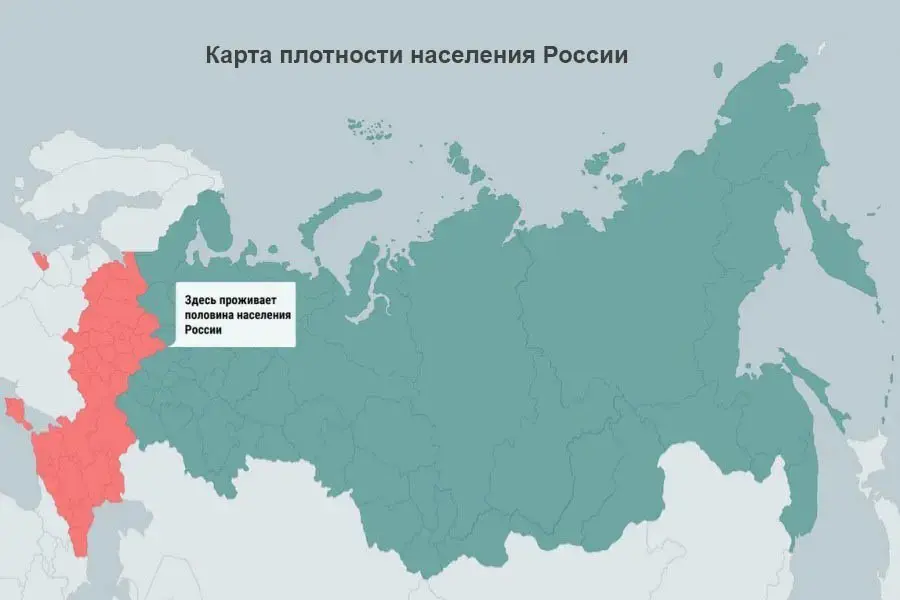 Карта плотности населения России
Здесь проживает
половина населения
России